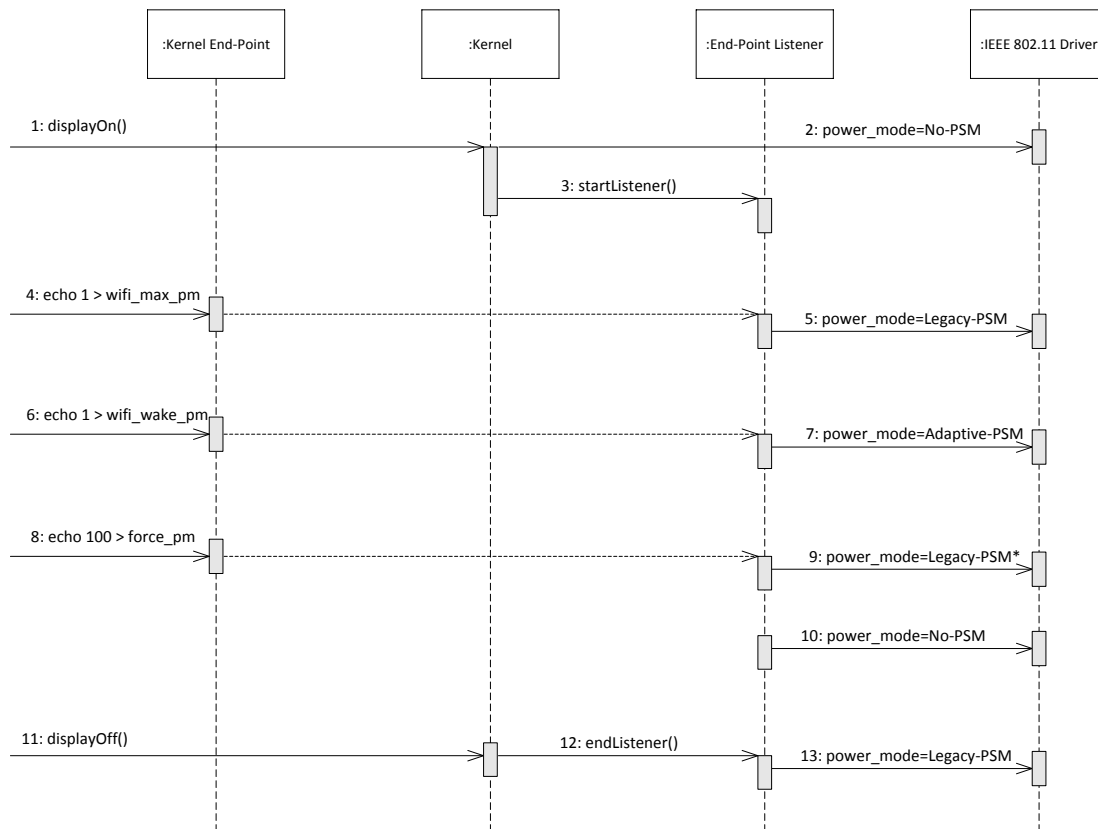 :Kernel End-Point
:Kernel
:End-Point Listener
:IEEE 802.11 Driver
1: displayOn()
2: power_mode=No-PSM
3: startListener()
4: echo 1 > wifi_max_pm
5: power_mode=Legacy-PSM
6: echo 1 > wifi_wake_pm
7: power_mode=Adaptive-PSM
8: echo 100 > force_pm
9: power_mode=Legacy-PSM*
10: power_mode=No-PSM
11: displayOff()
12: endListener()
13: power_mode=Legacy-PSM